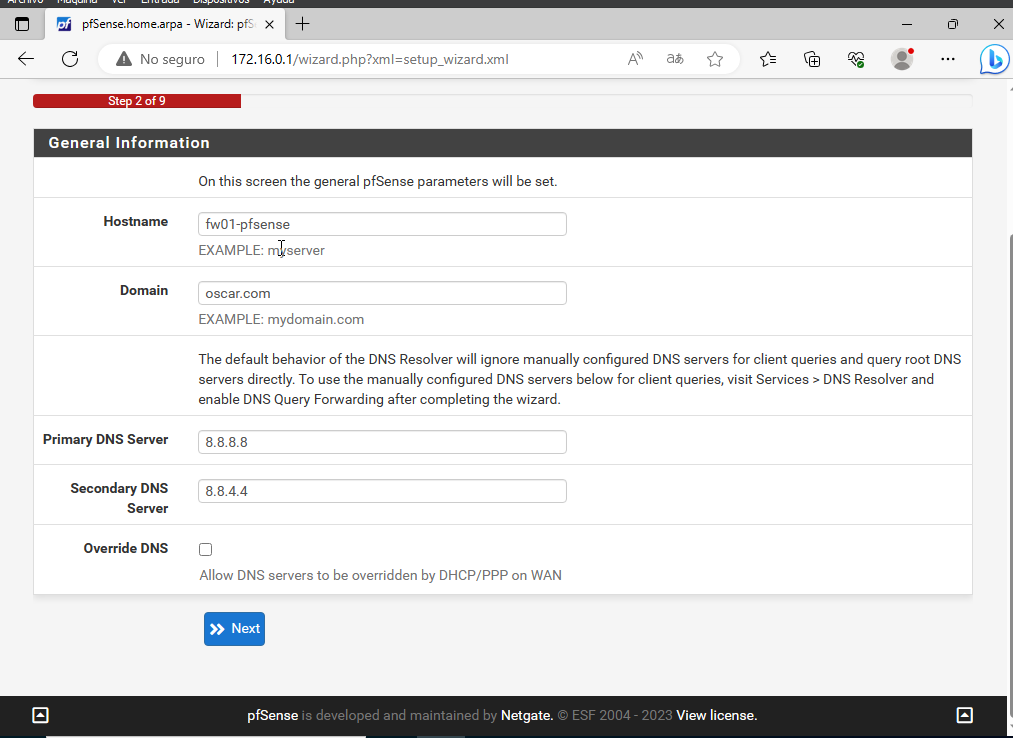 Archivo Máquina Ver Entrada Dispositivos Ayuda
pfSense.home.arpa - Wizard: pfS
No seguro 172.16.0.1/wizard.php?xml=setup_wizard.xml
Step 2 of 9
General Information
On this screen the general pfSense parameters will be set.
Hostname
fw01-pfsense
EXAMPLE: myserver
Domain
oscar.com
EXAMPLE: mydomain.com
The default behavior of the DNS Resolver will ignore manually configured DNS servers for client queries and query root DNS
servers directly. To use the manually configured DNS servers below for client queries, visit Services > DNS Resolver and
enable DNS Query Forwarding after completing the wizard.
Primary DNS Server
8.8.8.8
Secondary DNS
Server
8.8.4.4
Override DNS
Allow DNS servers to be overridden by DHCP/PPP on WAN
Next
pfSense is developed and maintained by Netgate. © ESF 2004 - 2023 View license.